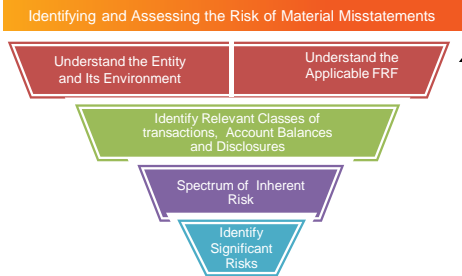 Identifying and Assessing the Risk of Material Misstatements
Understand the Entity
and Its Environment
Understand the
Applicable FRF
Identify Relevant Classes of
transactions, Account Balances
and Disclosures
Spectrum of Inherent
Risk
Identify
Significant
Risks